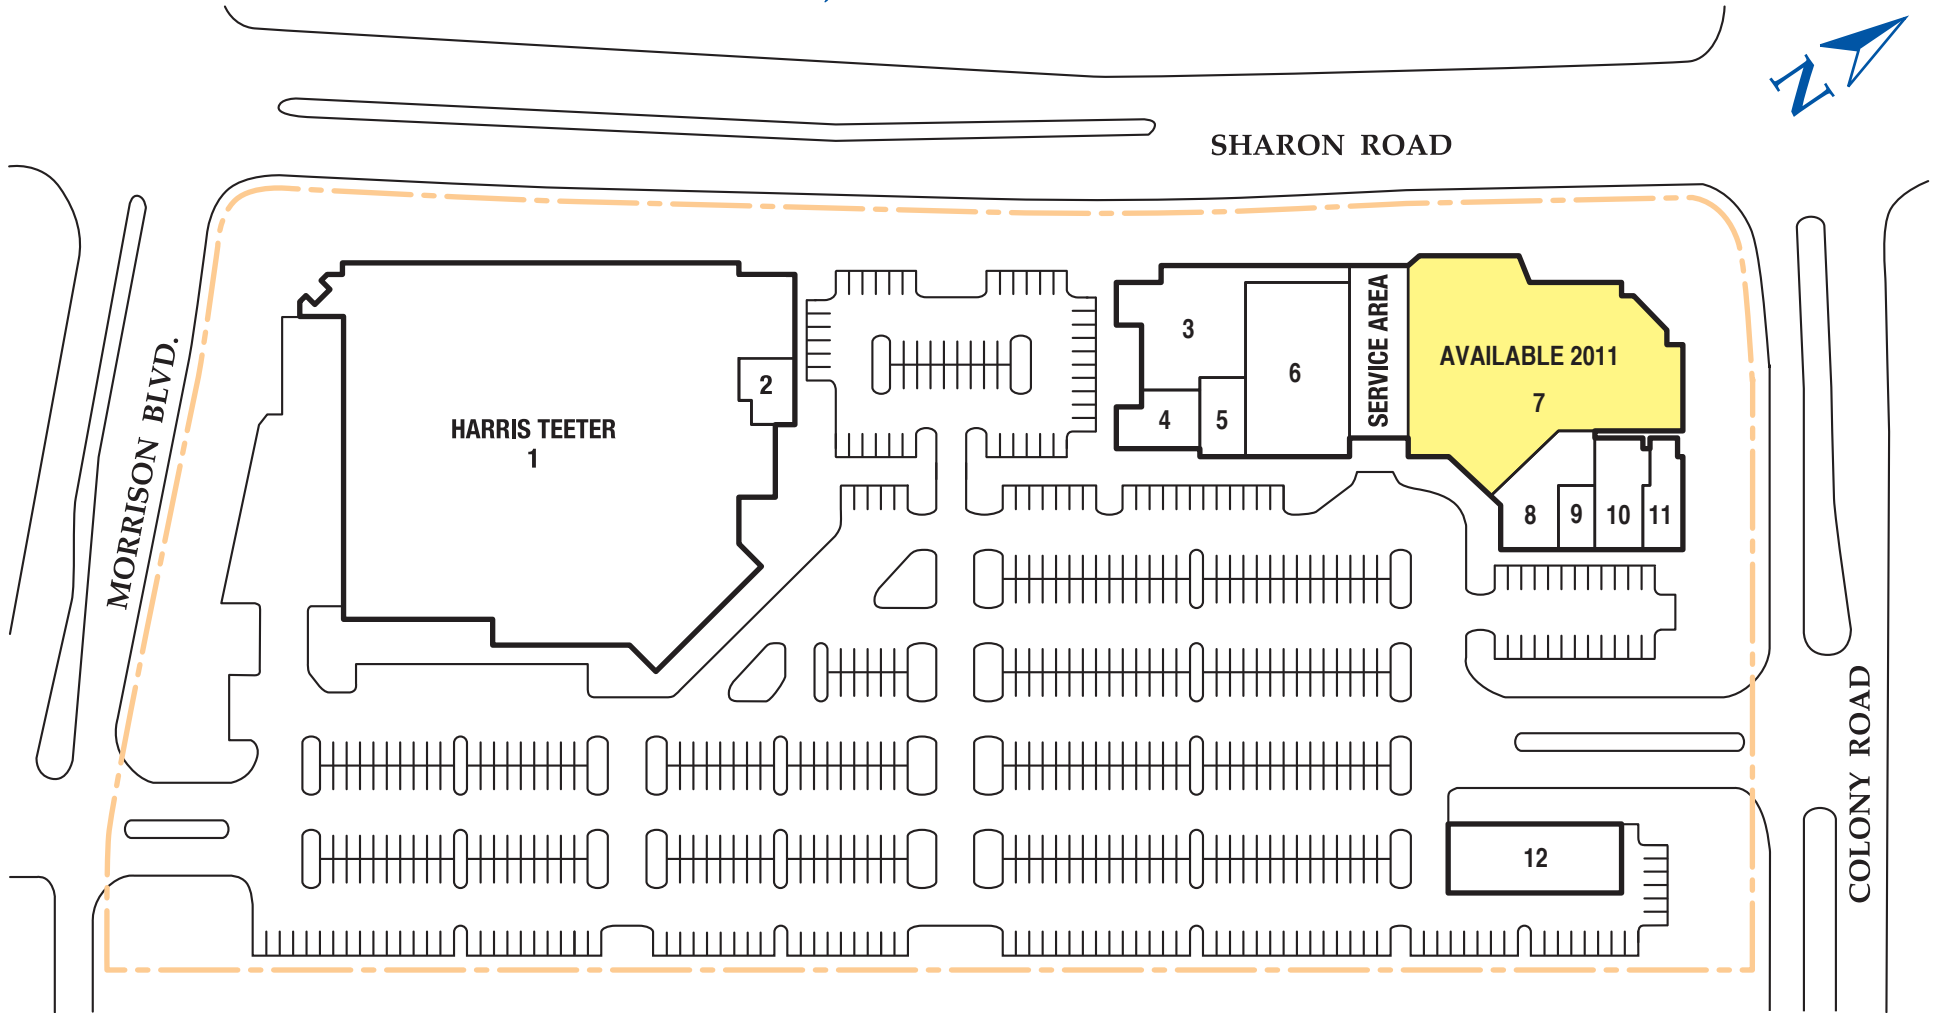 N
SHARON ROAD
MORRISON BLVD.
HARRIS TEETER
1
2
3
4
5
6
SERVICE AREA
AVAILABLE 2011
7
8
9
10
11
12
COLONY ROAD